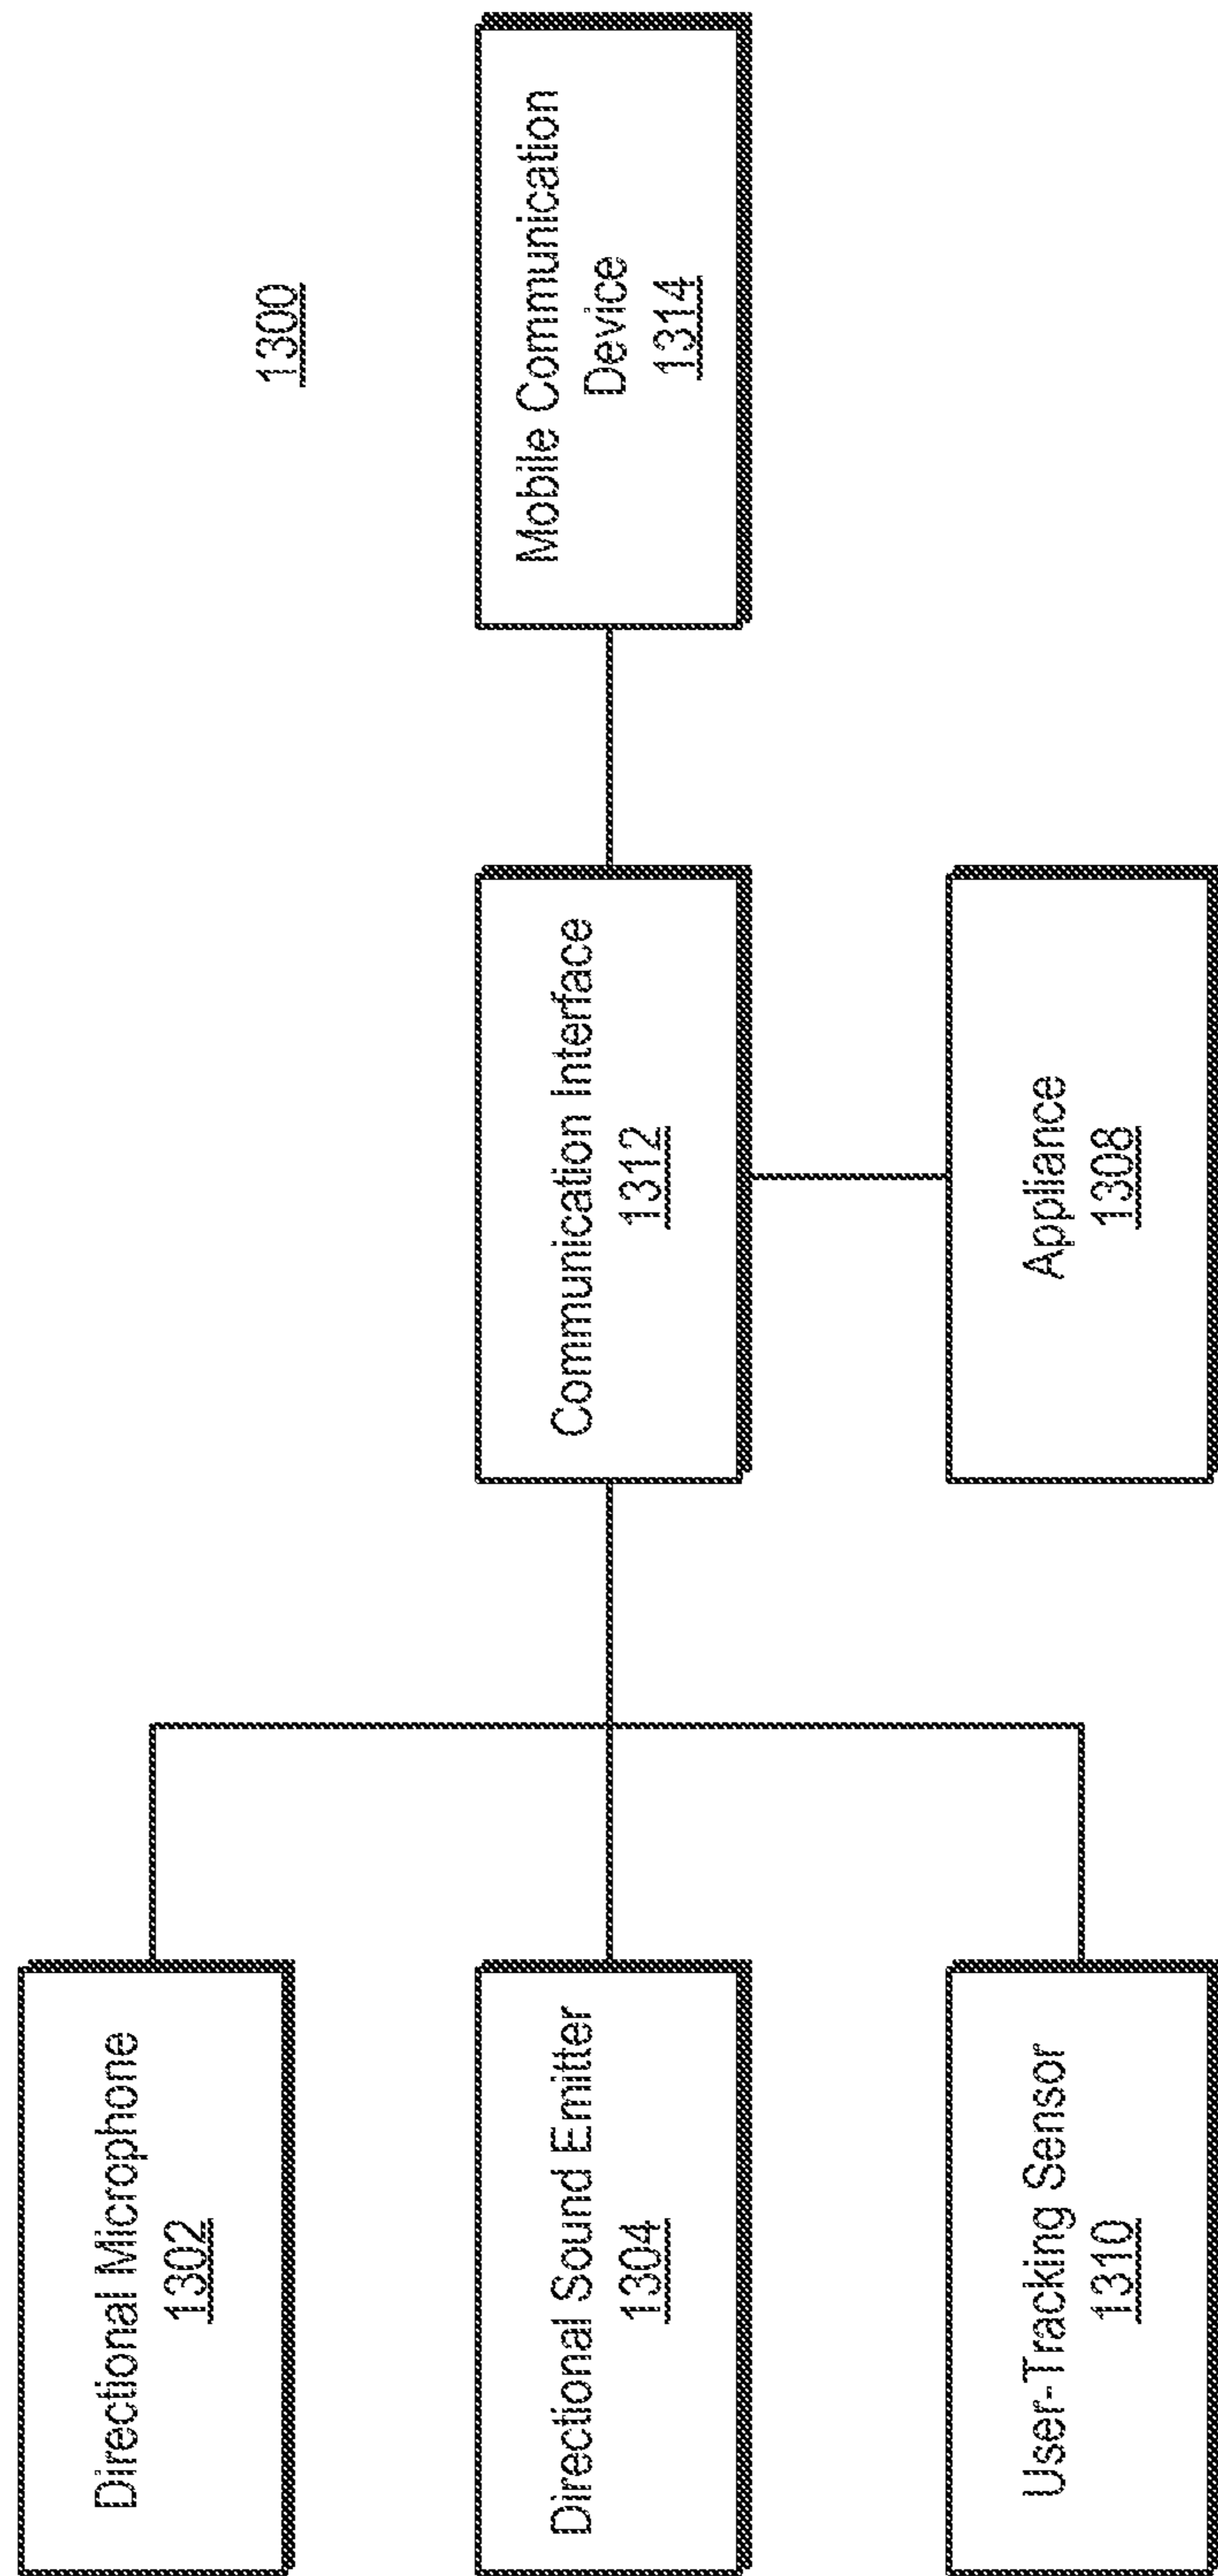 1300
Directional Microphone
1302
Directional Sound Emitter
1304
Communication Interface
1312
Mobile Communication
Device
1314
User-Tracking Sensor
1310
Appliance
1308